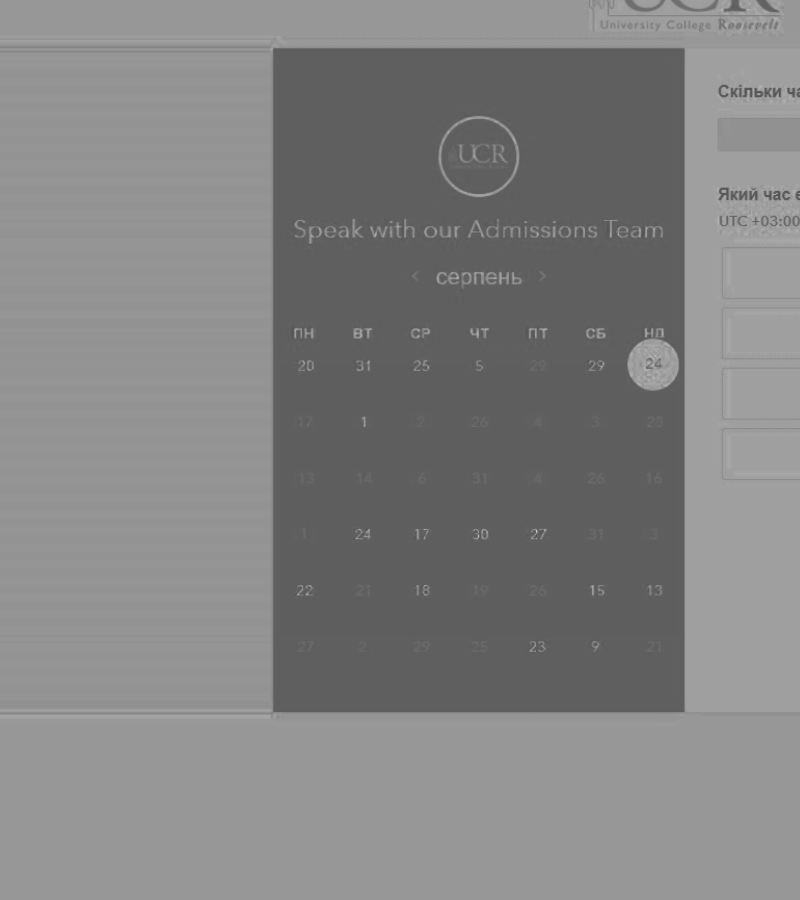 UCR
University College Roosevelt
UCR
Speak with our Admissions Team
< серпень >
ПН ВТ СР ЧТ ПТ СБ НД
20 31 25 5 29 29 24
17 1 2 26 4 3 20
13 14 6 31 4 26 16
1 24 17 30 27 31 3
22 21 18 19 26 15 13
27 2 29 25 23 9 21
Скільки ча
Який час є
UTC +03:00